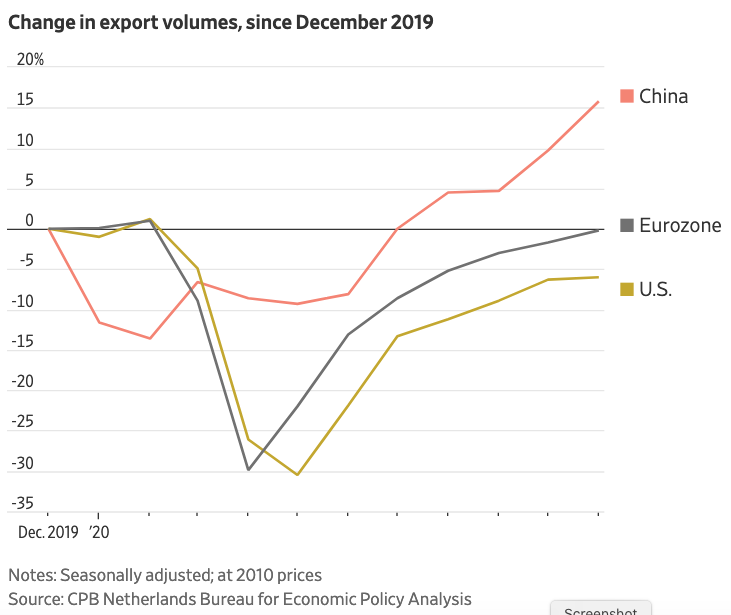 Change in export volumes, since December 2019
20%
15
10
5
0
-5
-10
-15
-20
-25
-30
-35
China
Eurozone
U.S.
Dec. 2019 '20
Notes: Seasonally adjusted; at 2010 prices
Source: CPB Netherlands Bureau for Economic Policy Analysis
Screenshot